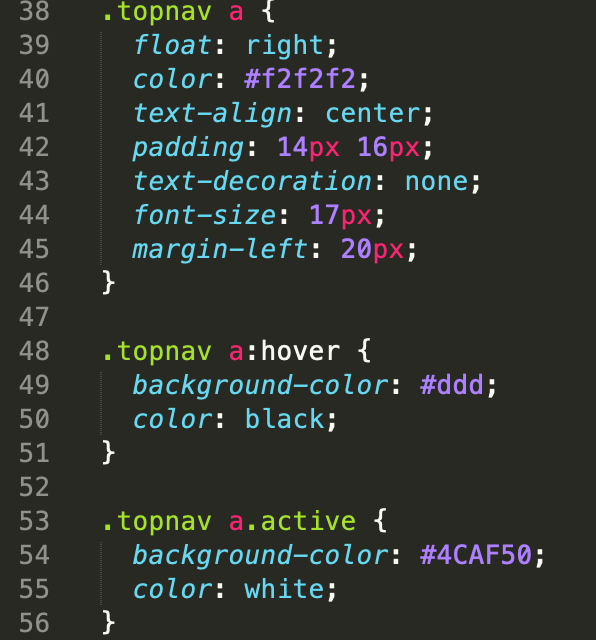 38 .topnav a {
39 float: right;
40 color: #f2f2f2;
41 text-align: center;
42 padding: 14px 16px;
43 text-decoration: none;
44 font-size: 17px;
45 margin-left: 20px;
46 }
47
48 .topnav a:hover {
49 background-color: #ddd;
50 color: black;
51 }
52
53 .topnav a.active {
54 background-color: #4CAF50;
55 color: white;
56 }